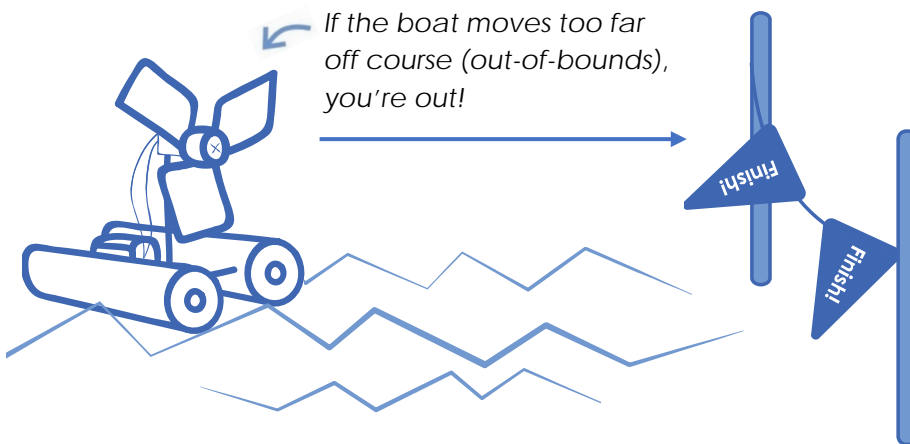 If the boat moves too far
off course (out-of-bounds),
you're out!
Finish!
Finish!